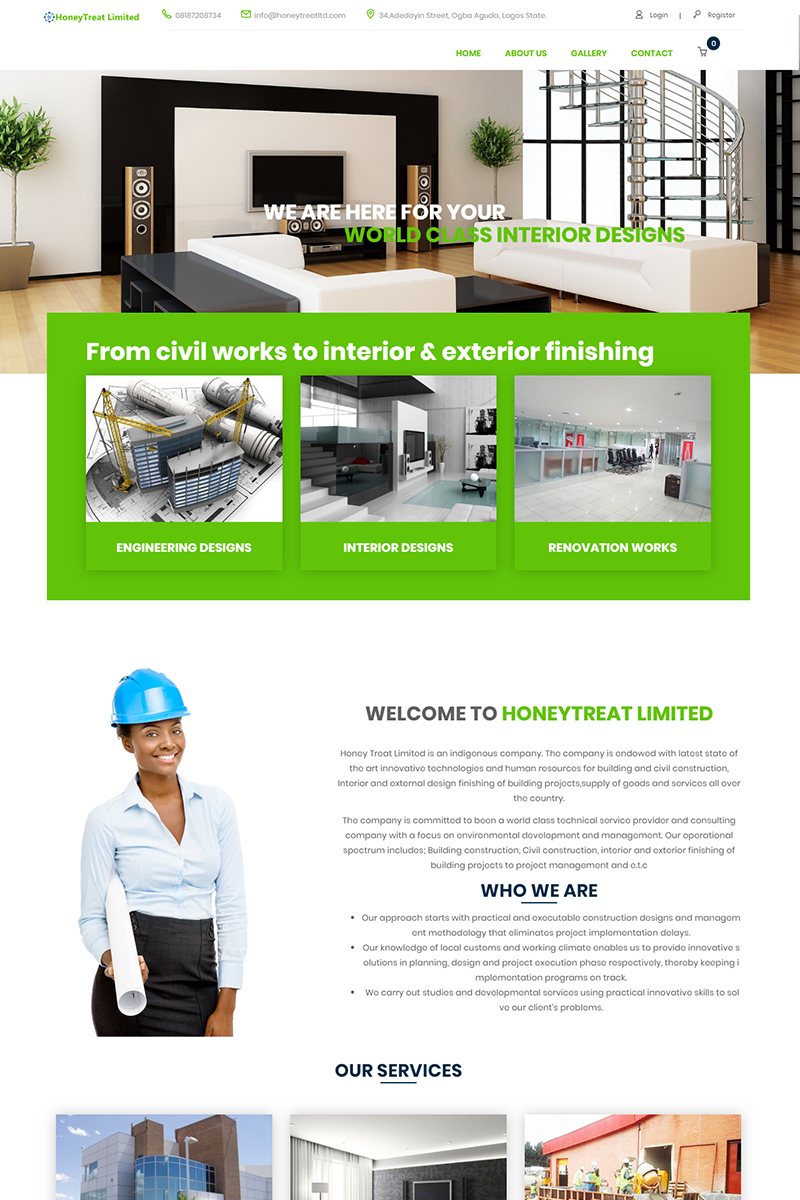 HoneyTreat Limited
08187208734
info@honeytreatltd.com
34,Adedoyin Street, Ogba Aguda, Lagos State.
Login | Register
HOME ABOUT US GALLERY CONTACT 0
WE ARE HERE FOR YOUR
WORLD CLASS INTERIOR DESIGNS
From civil works to interior & exterior finishing
ENGINEERING DESIGNS
INTERIOR DESIGNS
RENOVATION WORKS
WELCOME TO HONEYTREAT LIMITED
Honey Treat Limited is an indigenous company. The company is endowed with latest state of
the art innovative technologies and human resources for building and civil construction,
Interior and external design finishing of building projects,supply of goods and services all over
the country.
The company is committed to been a world class technical service provider and consulting
company with a focus on environmental development and management. Our operational
spectrum includes; Building construction, Civil construction, interior and exterior finishing of
building projects to project management and e.t.c
WHO WE ARE
• Our approach starts with practical and executable construction designs and managem
ent methodology that eliminates project implementation delays.
• Our knowledge of local customs and working climate enables us to provide innovative s
olutions in planning, design and project execution phase respectively, thereby keeping i
mplementation programs on track.
• We carry out studies and developmental services using practical innovative skills to sol
ve our client's problems.
OUR SERVICES